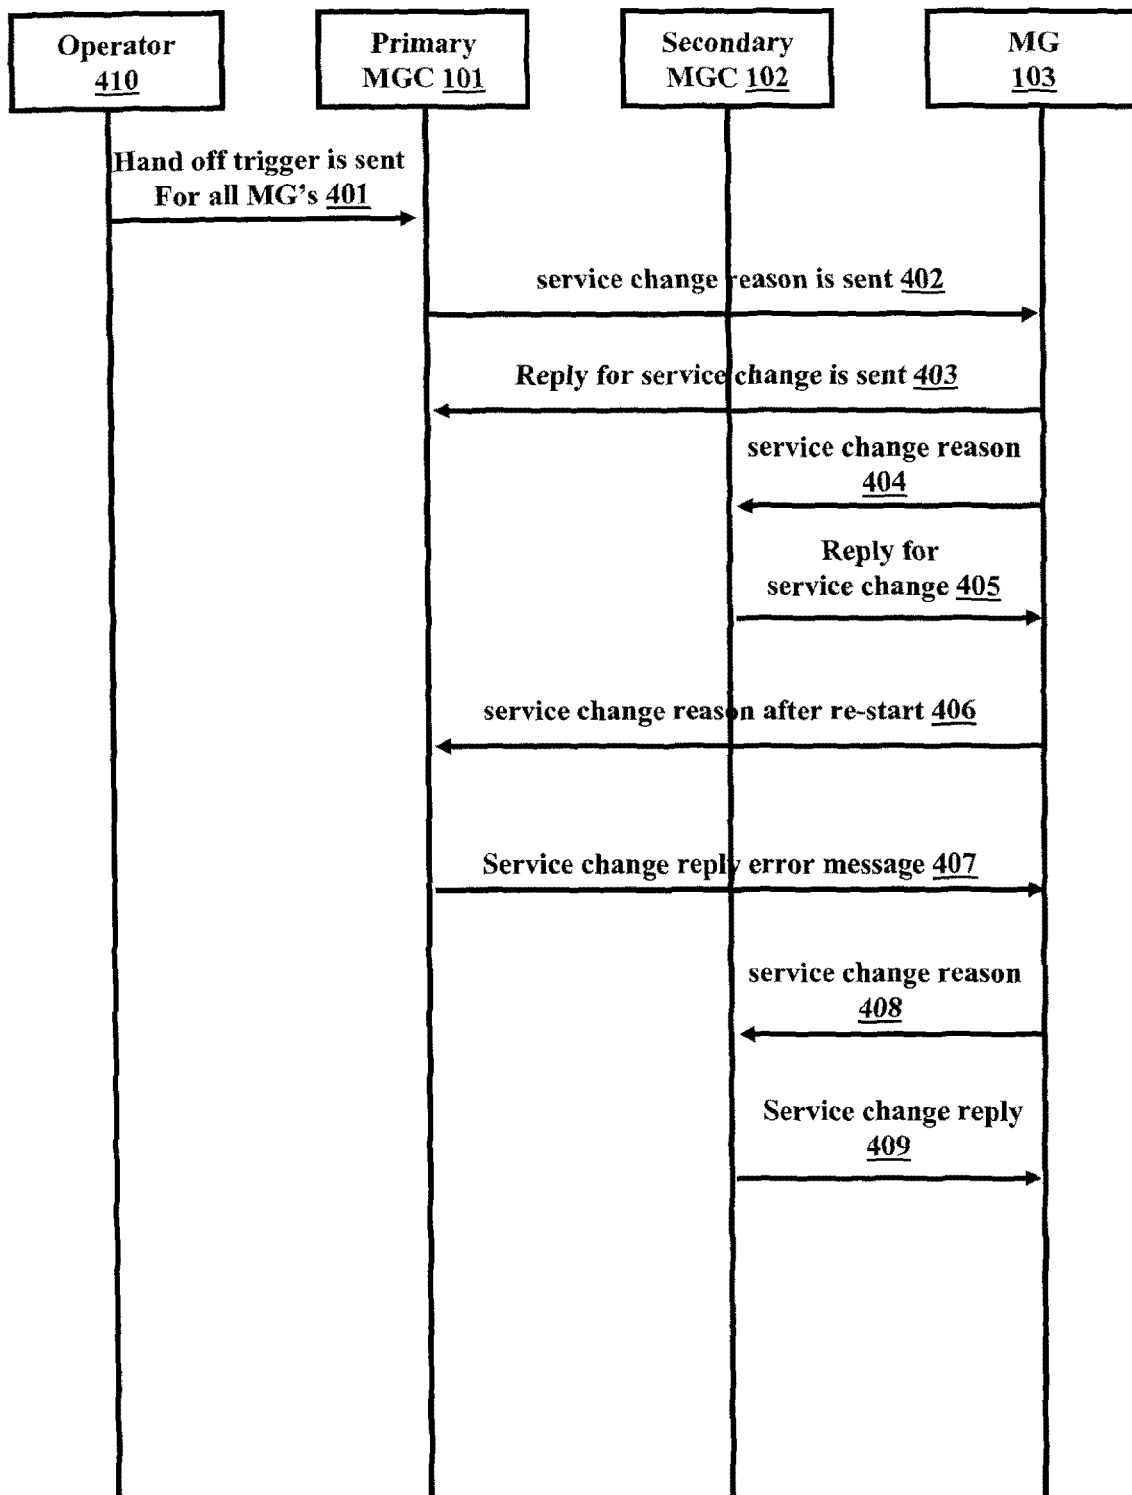 Operator
410
Primary
MGC 101
Secondary
MGC 102
MG
103
Hand off trigger is sent
For all MG's 401
service change reason is sent 402
Reply for service change is sent 403
service change reason
404
Reply for
service change 405
service change reason after re-start 406
Service change reply error message 407
service change reason
408
Service change reply
409